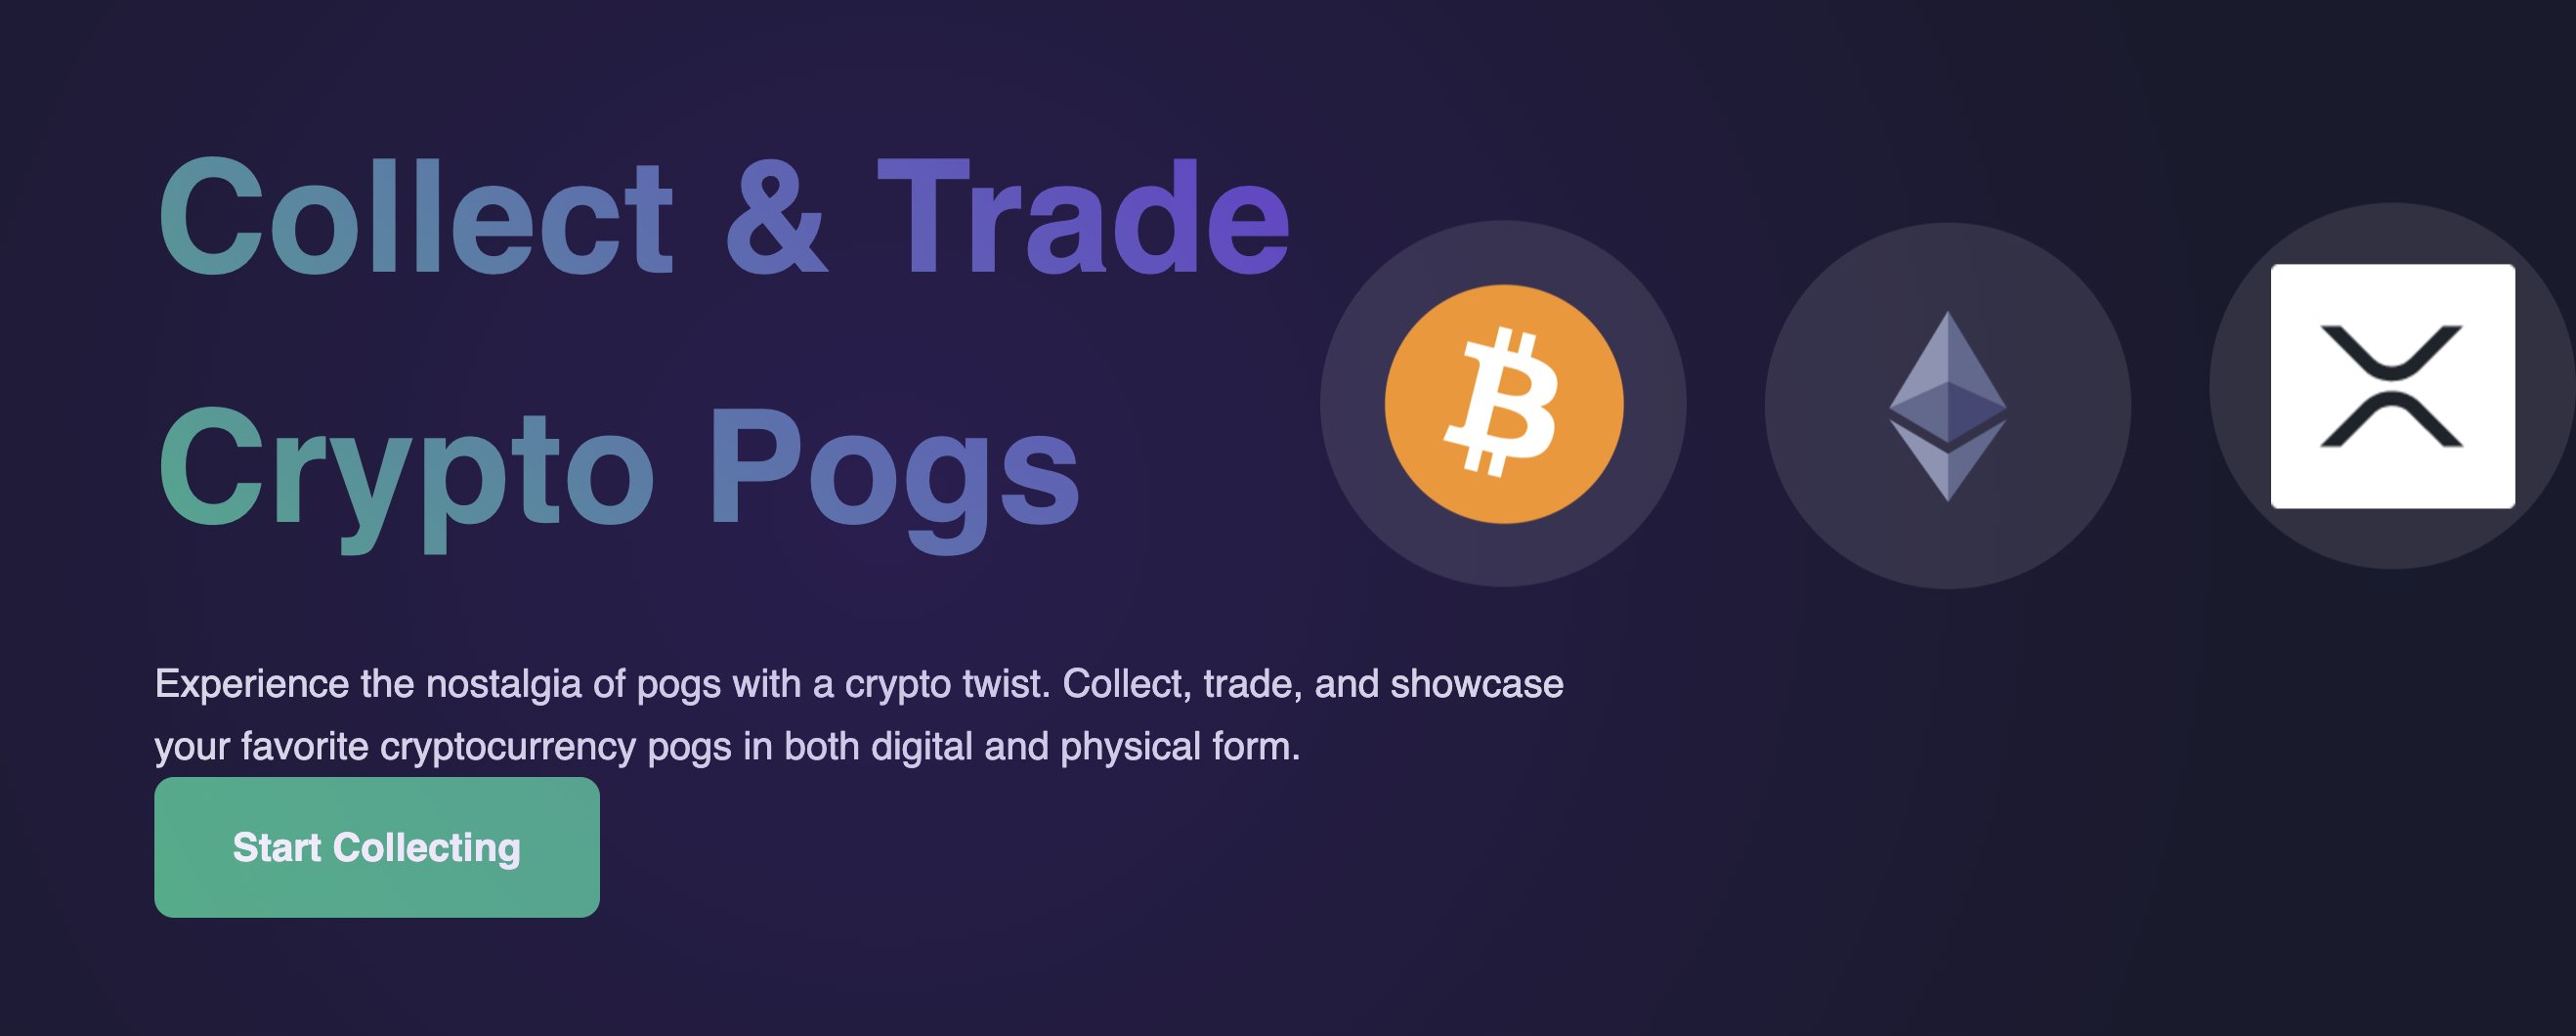 Collect & Trade
Crypto Pogs
Experience the nostalgia of pogs with a crypto twist. Collect, trade, and showcase
your favorite cryptocurrency pogs in both digital and physical form.
Start Collecting